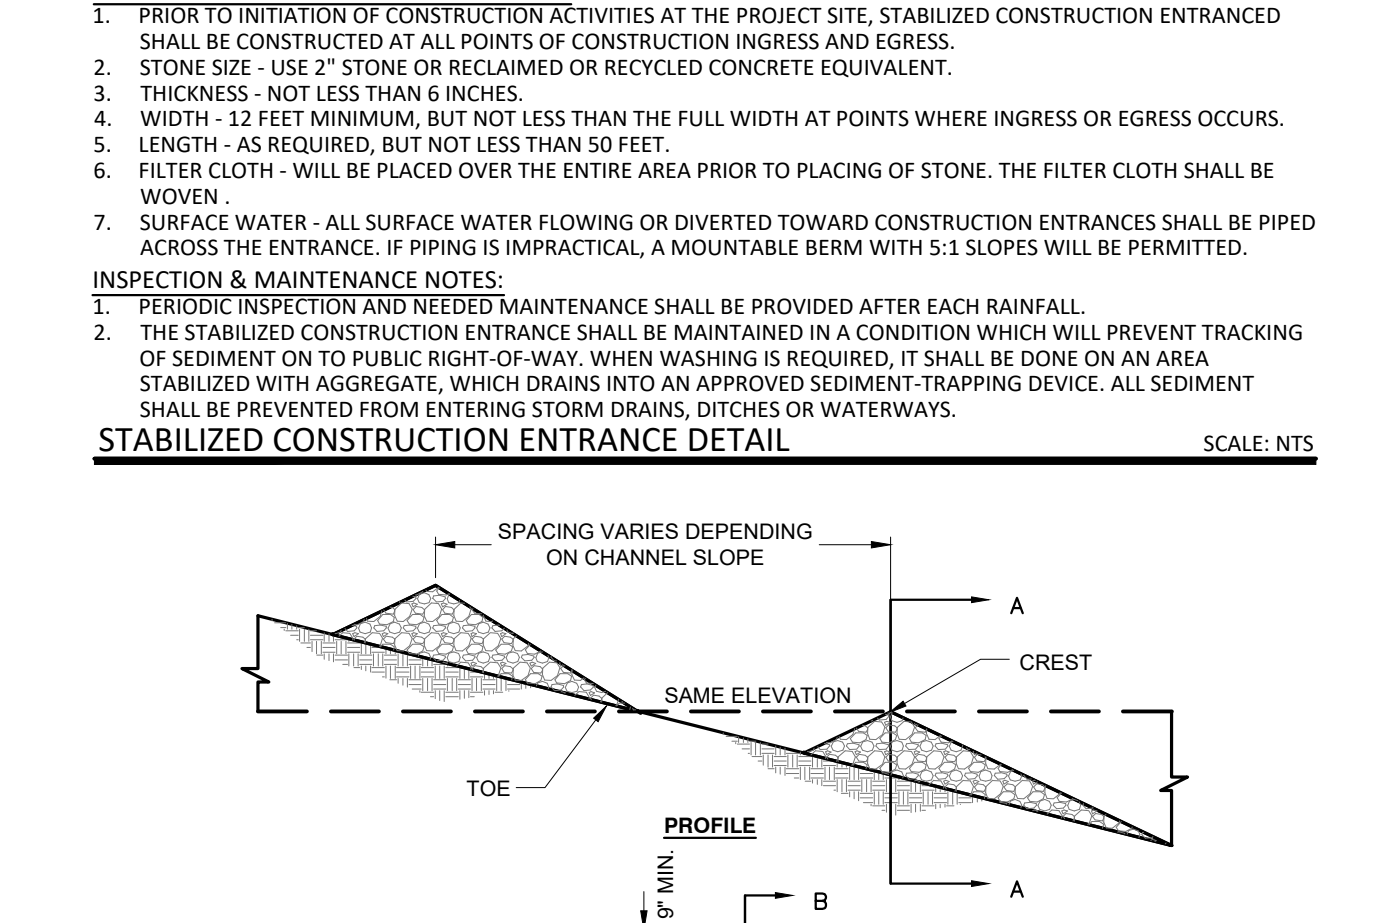 1. PRIOR TO INITIATION OF CONSTRUCTION ACTIVITIES AT THE PROJECT SITE, STABILIZED CONSTRUCTION ENTRANCED
SHALL BE CONSTRUCTED AT ALL POINTS OF CONSTRUCTION INGRESS AND EGRESS.
2. STONE SIZE - USE 2" STONE OR RECLAIMED OR RECYCLED CONCRETE EQUIVALENT.
3. THICKNESS - NOT LESS THAN 6 INCHES.
4. WIDTH - 12 FEET MINIMUM, BUT NOT LESS THAN THE FULL WIDTH AT POINTS WHERE INGRESS OR EGRESS OCCURS.
5. LENGTH - AS REQUIRED, BUT NOT LESS THAN 50 FEET.
6. FILTER CLOTH - WILL BE PLACED OVER THE ENTIRE AREA PRIOR TO PLACING OF STONE. THE FILTER CLOTH SHALL BE
WOVEN .
7. SURFACE WATER - ALL SURFACE WATER FLOWING OR DIVERTED TOWARD CONSTRUCTION ENTRANCES SHALL BE PIPED
ACROSS THE ENTRANCE. IF PIPING IS IMPRACTICAL, A MOUNTABLE BERM WITH 5:1 SLOPES WILL BE PERMITTED.
INSPECTION & MAINTENANCE NOTES:
1. PERIODIC INSPECTION AND NEEDED MAINTENANCE SHALL BE PROVIDED AFTER EACH RAINFALL.
2. THE STABILIZED CONSTRUCTION ENTRANCE SHALL BE MAINTAINED IN A CONDITION WHICH WILL PREVENT TRACKING
OF SEDIMENT ON TO PUBLIC RIGHT-OF-WAY. WHEN WASHING IS REQUIRED, IT SHALL BE DONE ON AN AREA
STABILIZED WITH AGGREGATE, WHICH DRAINS INTO AN APPROVED SEDIMENT-TRAPPING DEVICE. ALL SEDIMENT
SHALL BE PREVENTED FROM ENTERING STORM DRAINS, DITCHES OR WATERWAYS.
STABILIZED CONSTRUCTION ENTRANCE DETAIL
SCALE: NTS
SPACING VARIES DEPENDING
ON CHANNEL SLOPE
A
CREST
SAME ELEVATION
TOE
PROFILE
A
9" MIN.
B